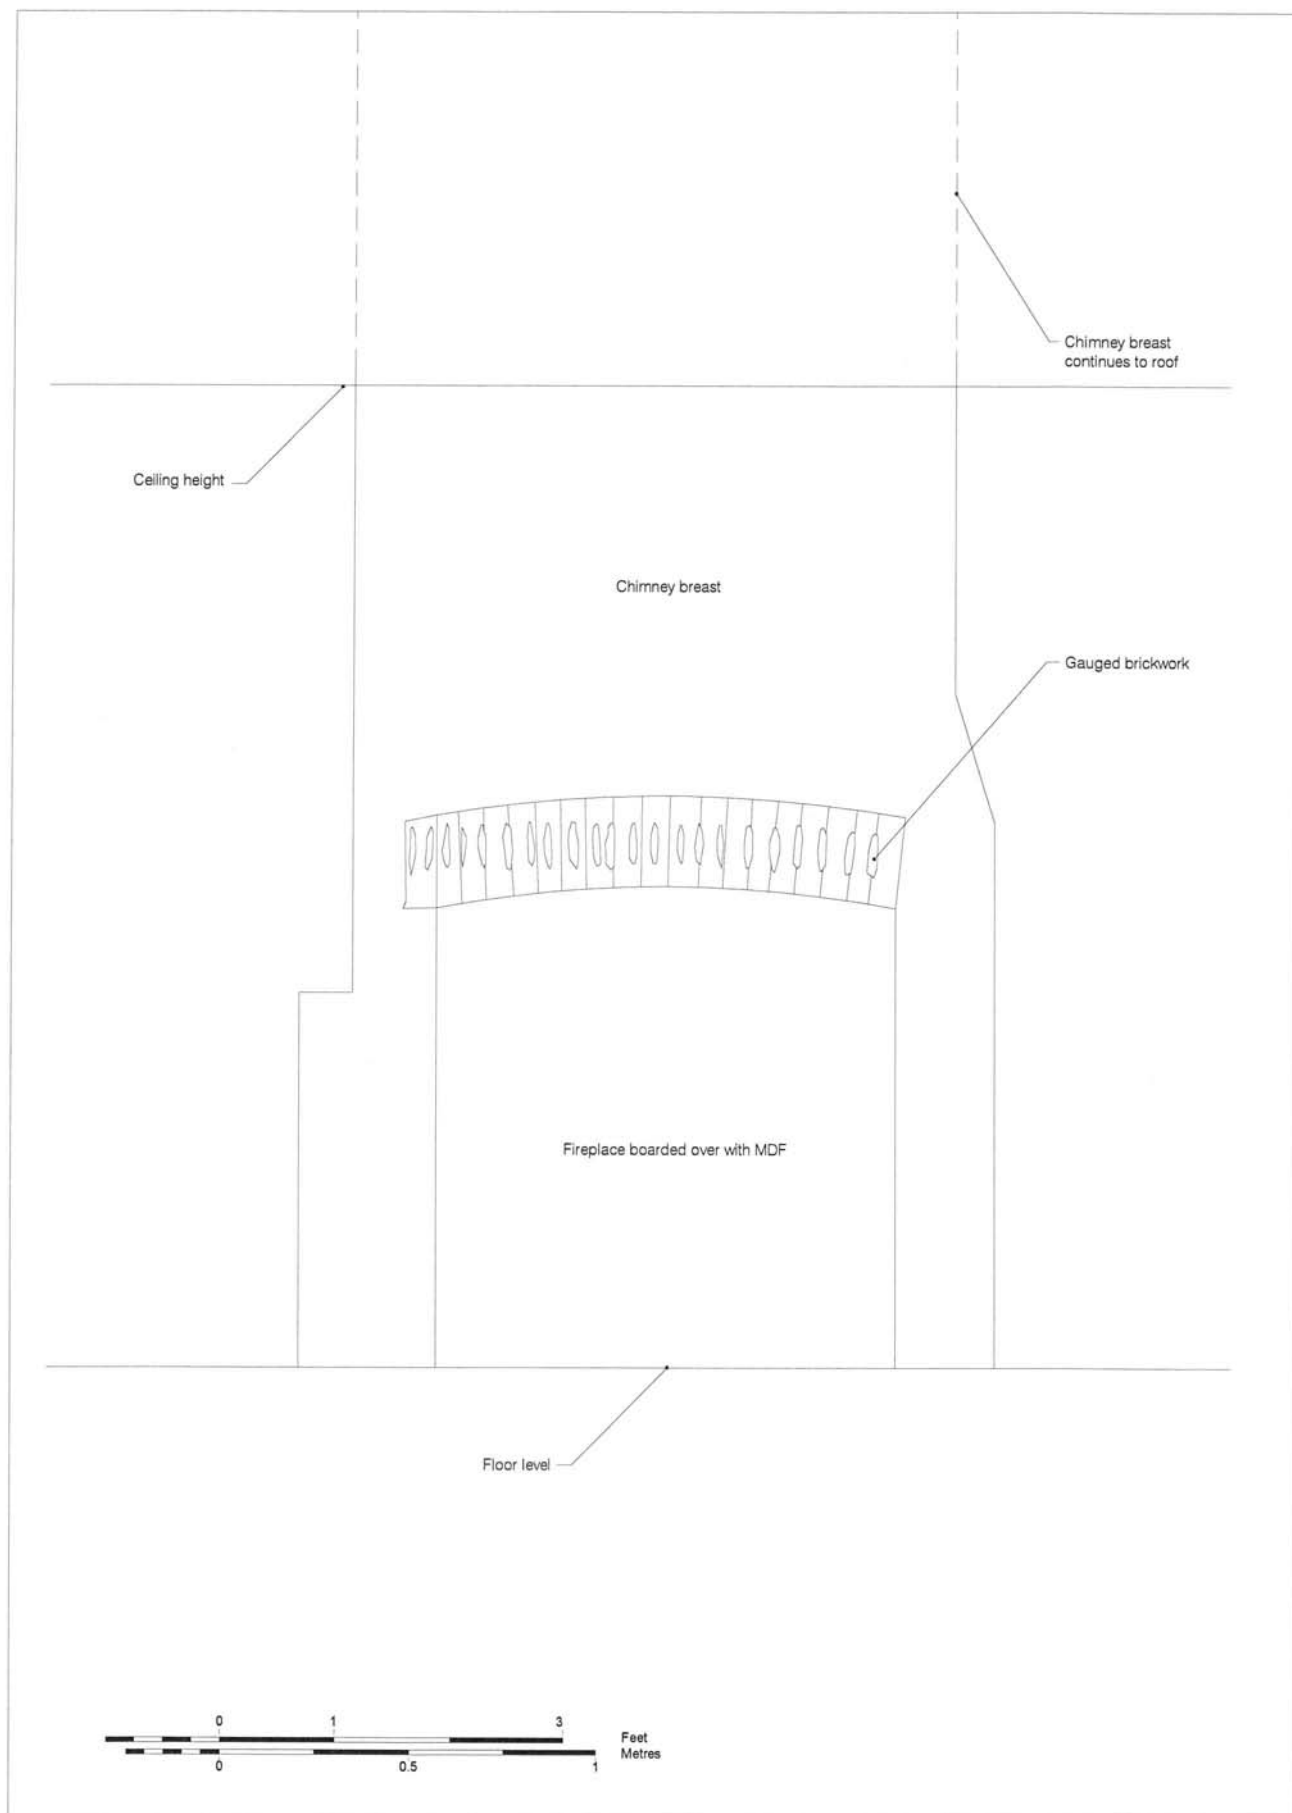 Chimney breast
continues to roof
Ceiling height
Chimney breast
Gauged brickwork
Fireplace boarded over with MDF
Floor level
0 1 3
Feet
Metres
0 0.5 1